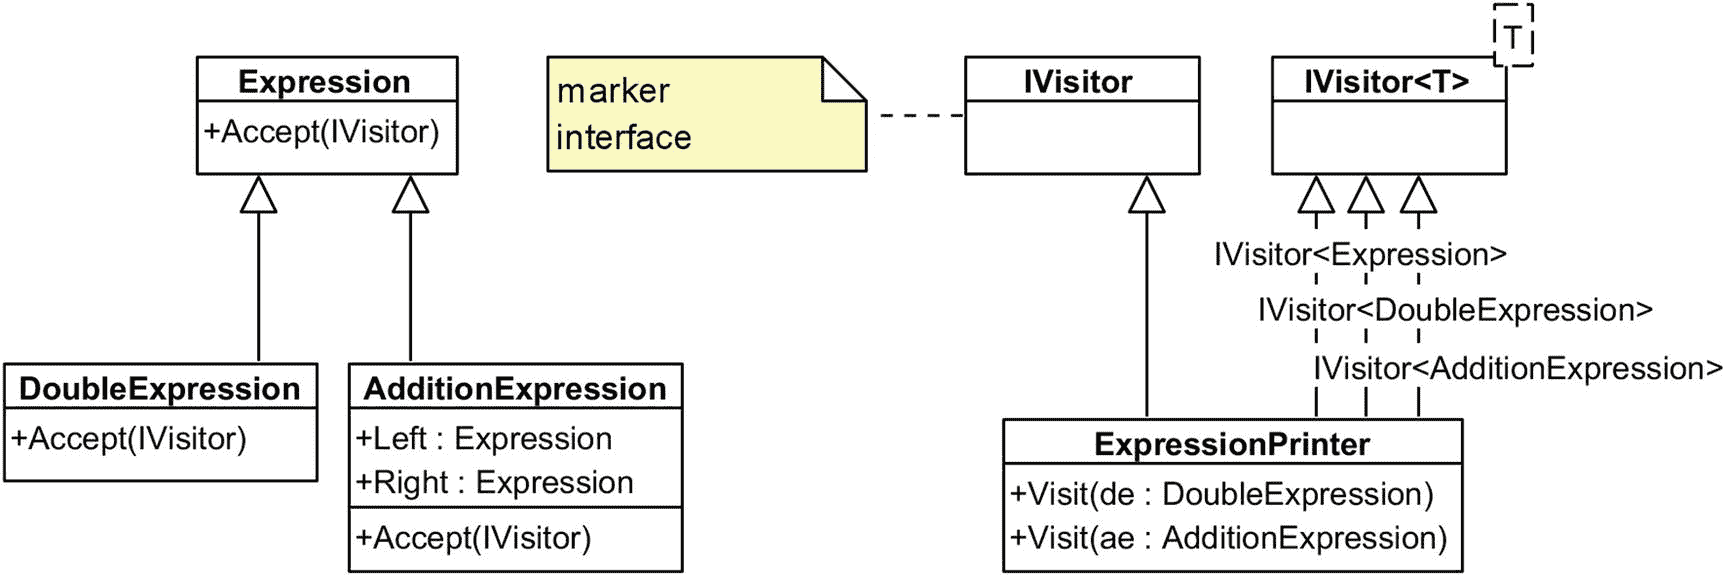 Expression
+Accept(IVisitor)
marker
interface
IVisitor
T
IVisitor<T>
IVisitor<Expression>
IVisitor<DoubleExpression>
IVisitor<AdditionExpression>
DoubleExpression
+Accept(IVisitor)
AdditionExpression
+Left : Expression
+Right : Expression
+Accept(IVisitor)
ExpressionPrinter
+Visit(de : DoubleExpression)
+Visit(ae : AdditionExpression)